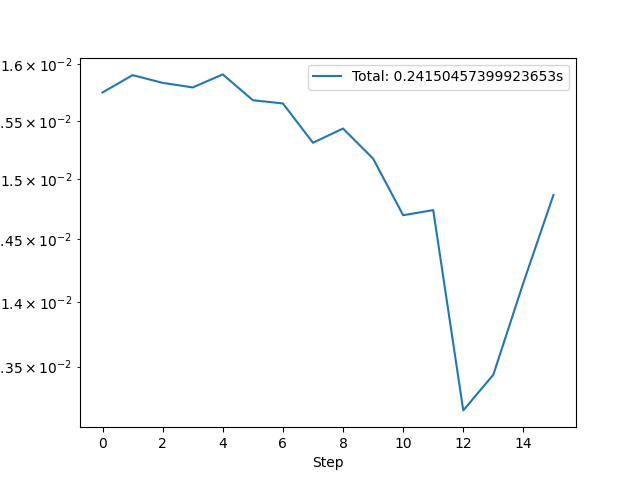 1.6 × 10⁻²
.55 × 10⁻²
1.5 × 10⁻²
.45 × 10⁻²
1.4 × 10⁻²
.35 × 10⁻²
Total: 0.24150457399923653s
0 2 4 6 8 10 12 14
Step